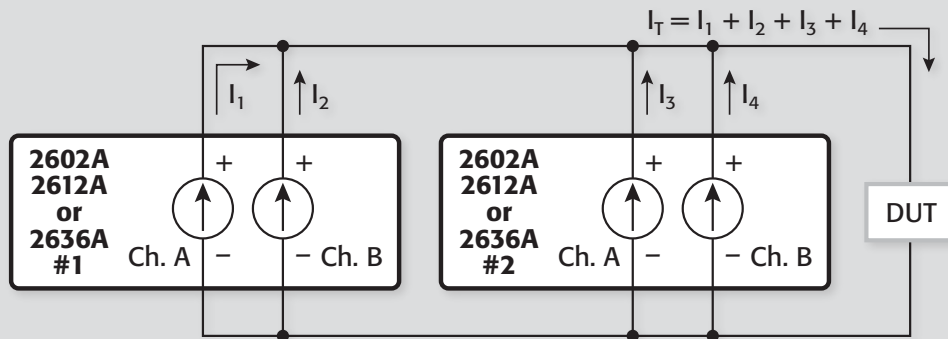 I_T = I_1 + I_2 + I_3 + I_4
I_1
I_2
I_3
I_4
2602A
2612A
or
2636A
#1
+
+
Ch. A −
− Ch. B
2602A
2612A
or
2636A
#2
+
+
Ch. A −
− Ch. B
DUT